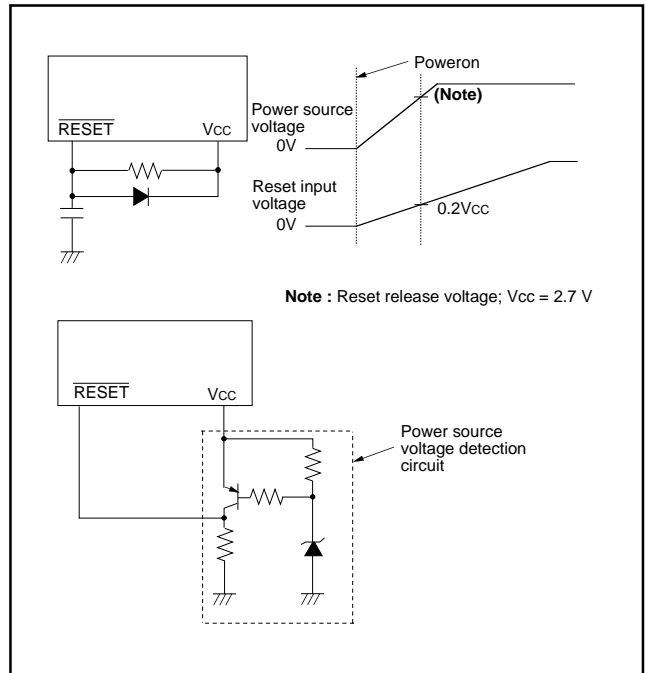 Poweron
(Note)
Power source
voltage
0V
RESET
Vcc
Reset input
voltage
0V
0.2Vcc
Note : Reset release voltage; Vcc = 2.7 V
RESET
Vcc
Power source
voltage detection
circuit